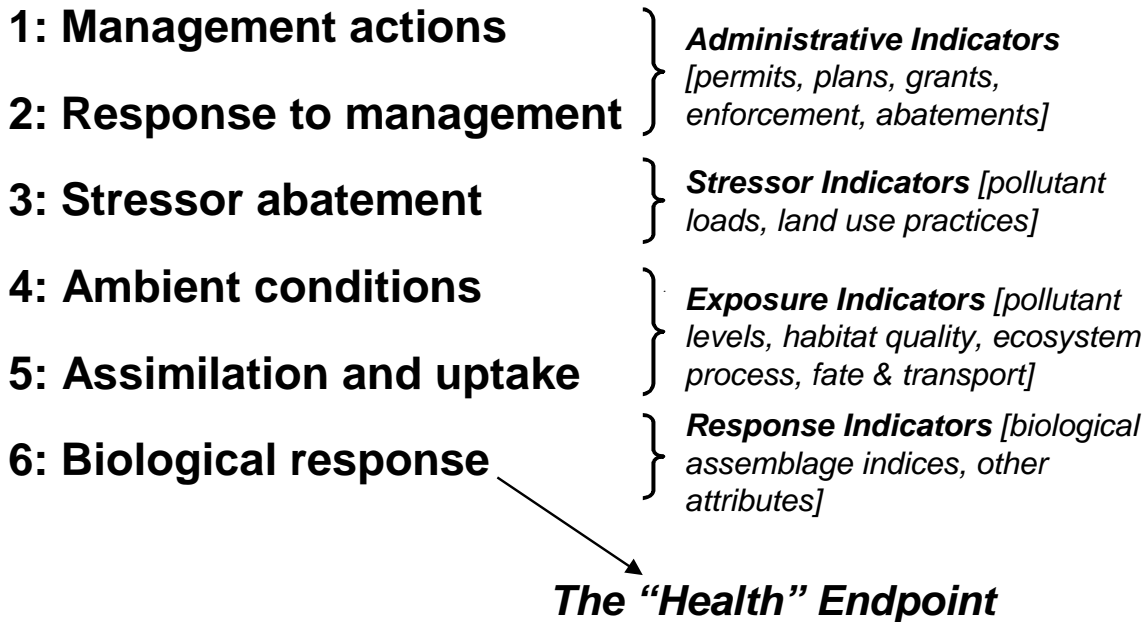 1: Management actions
2: Response to management
Administrative Indicators
[permits, plans, grants,
enforcement, abatements]
3: Stressor abatement
Stressor Indicators [pollutant
loads, land use practices]
4: Ambient conditions
5: Assimilation and uptake
Exposure Indicators [pollutant
levels, habitat quality, ecosystem
process, fate & transport]
6: Biological response
Response Indicators [biological
assemblage indices, other
attributes]
The “Health” Endpoint